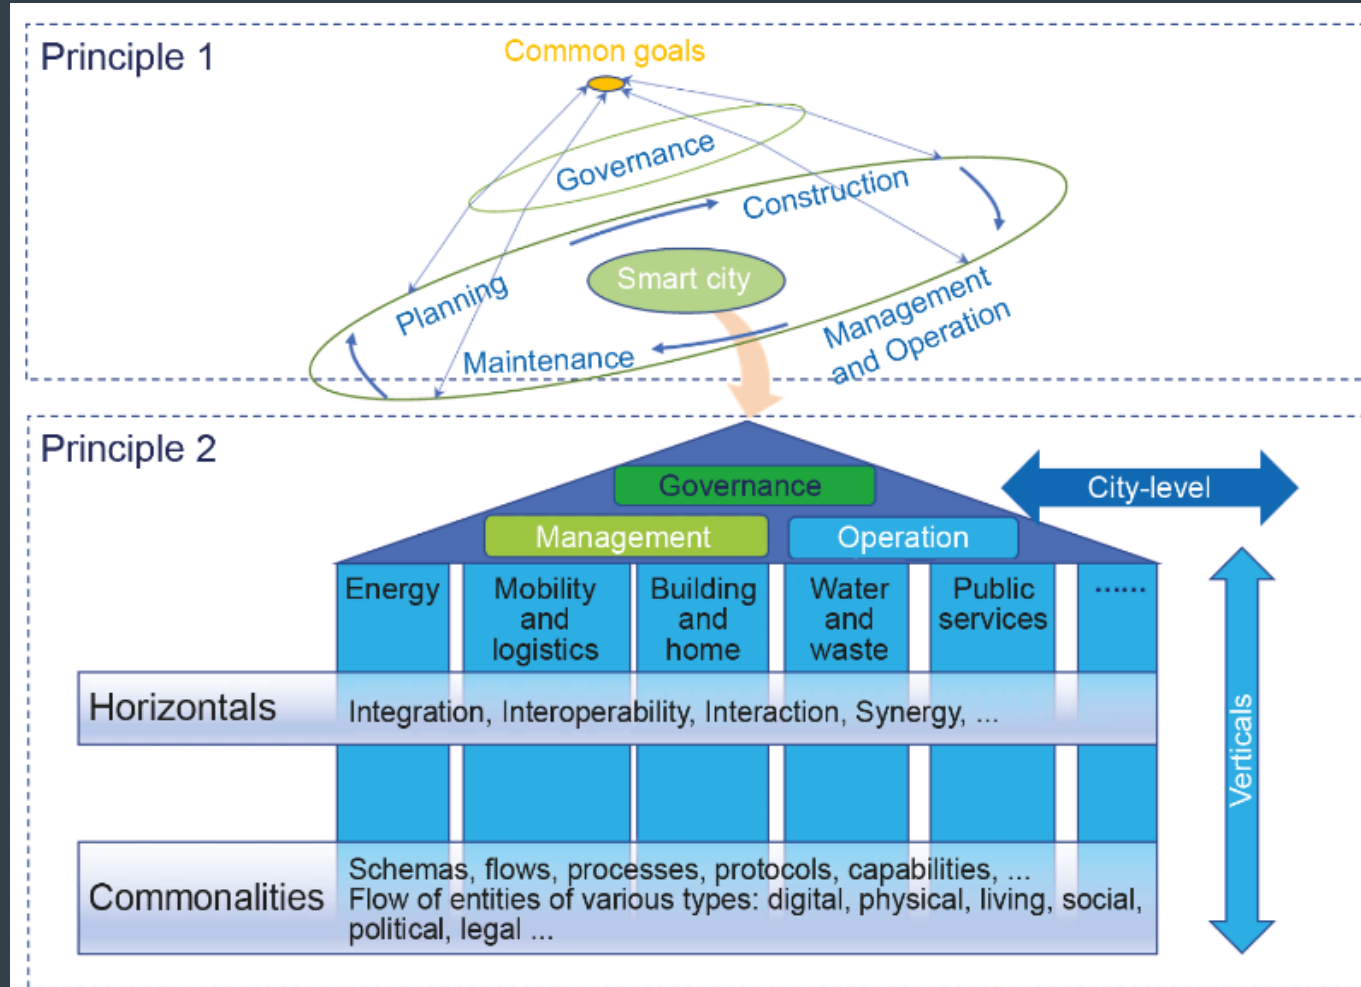 Principle 1
Common goals
Governance
Construction
Smart city
Planning
Management
and Operation
Maintenance
Principle 2
Governance
City-level
Management
Operation
Energy
Mobility
and
logistics
Building
and
home
Water
and
waste
Public
services
......
Horizontals
Integration, Interoperability, Interaction, Synergy, ...
Verticals
Commonalities
Schemas, flows, processes, protocols, capabilities, ...
Flow of entities of various types: digital, physical, living, social,
political, legal ...